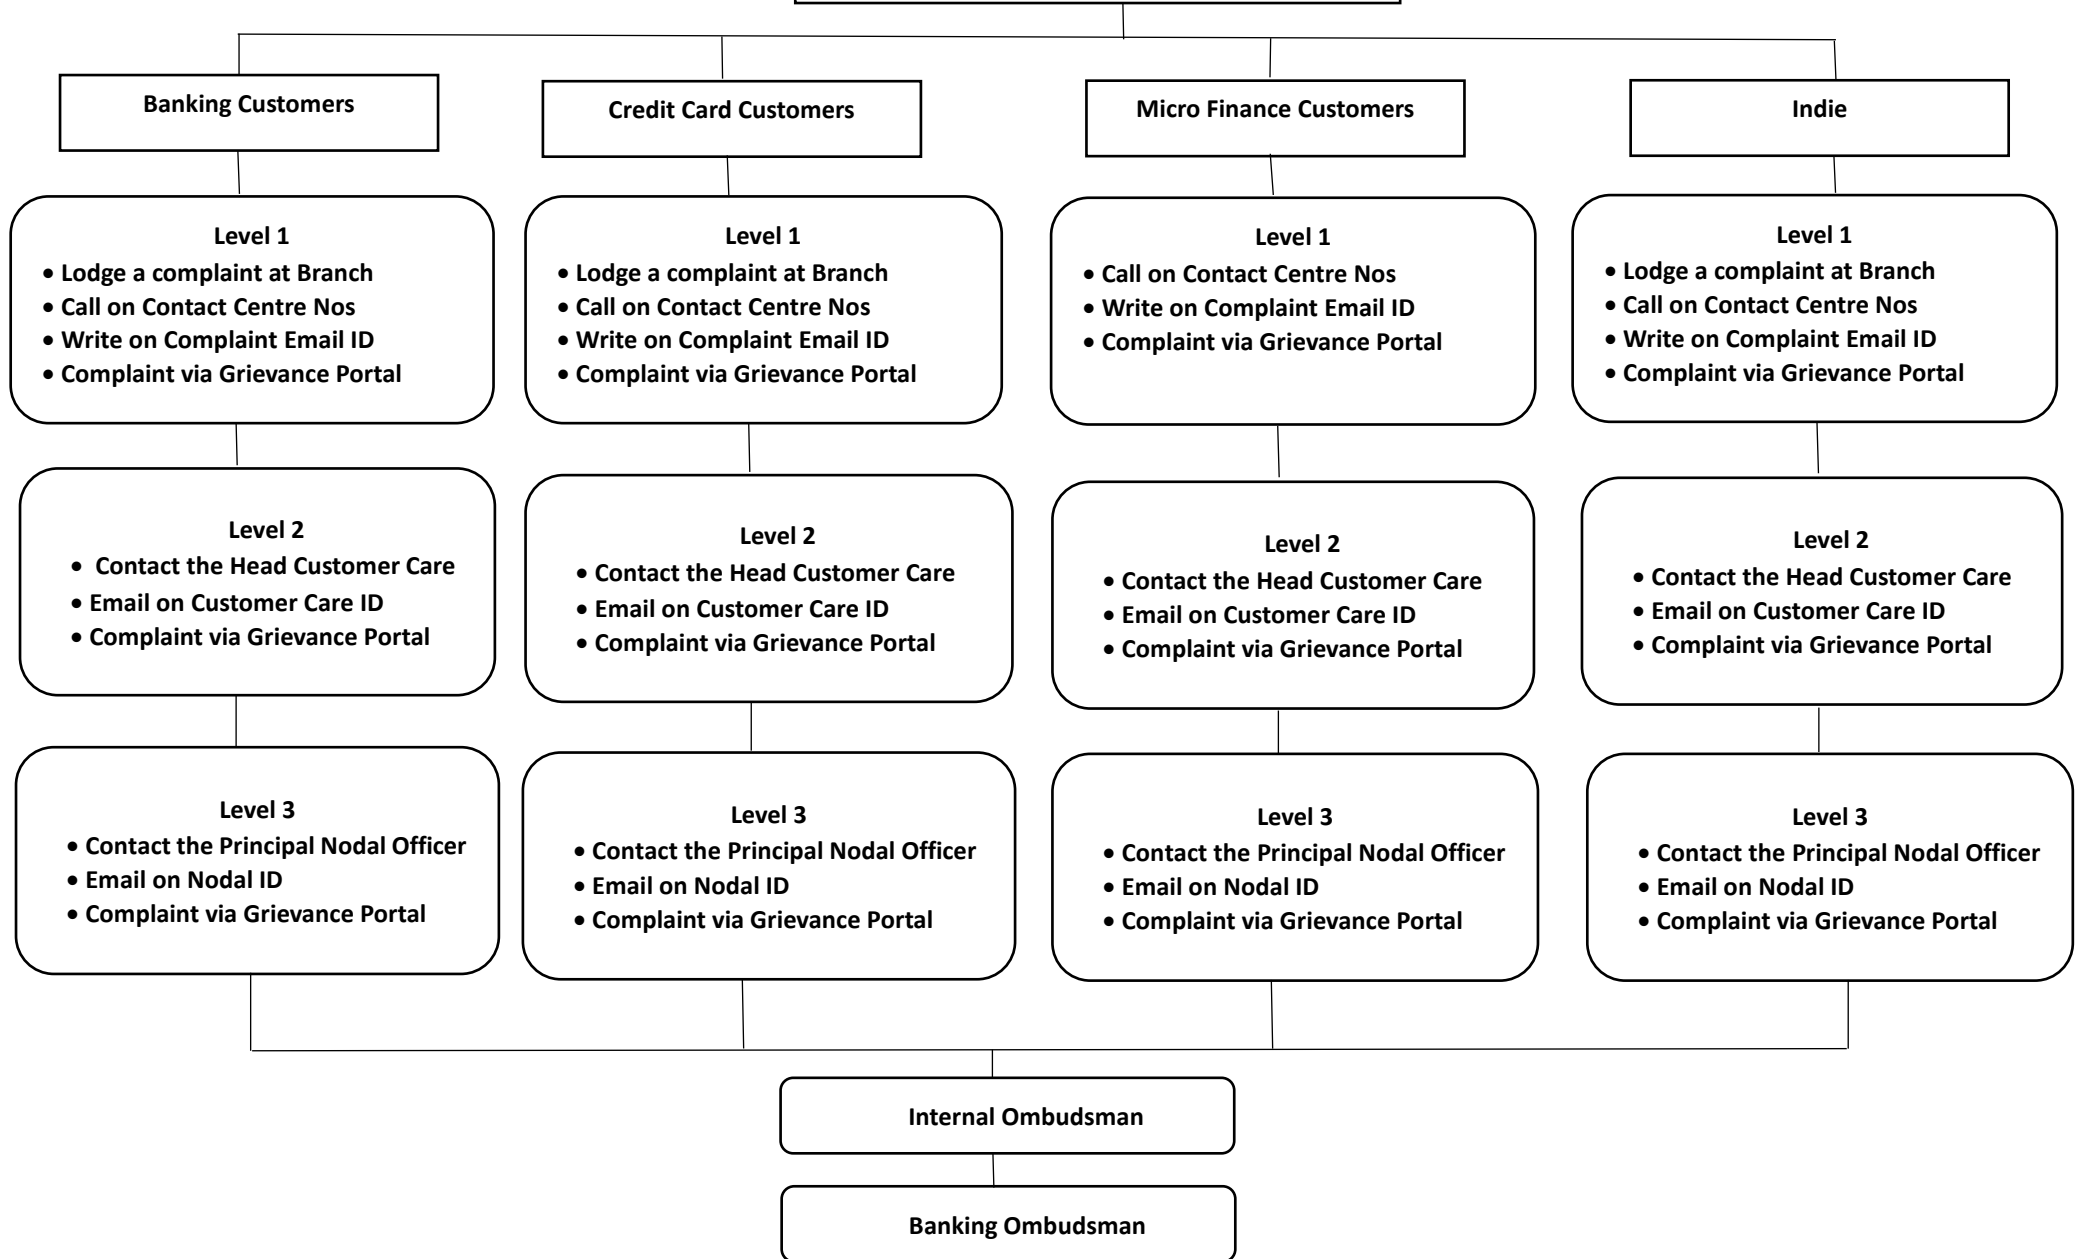 Banking Customers
Credit Card Customers
Micro Finance Customers
Indie
Level 1
• Lodge a complaint at Branch
• Call on Contact Centre Nos
• Write on Complaint Email ID
• Complaint via Grievance Portal
Level 1
• Lodge a complaint at Branch
• Call on Contact Centre Nos
• Write on Complaint Email ID
• Complaint via Grievance Portal
Level 1
• Call on Contact Centre Nos
• Write on Complaint Email ID
• Complaint via Grievance Portal
Level 1
• Lodge a complaint at Branch
• Call on Contact Centre Nos
• Write on Complaint Email ID
• Complaint via Grievance Portal
Level 2
• Contact the Head Customer Care
• Email on Customer Care ID
• Complaint via Grievance Portal
Level 2
• Contact the Head Customer Care
• Email on Customer Care ID
• Complaint via Grievance Portal
Level 2
• Contact the Head Customer Care
• Email on Customer Care ID
• Complaint via Grievance Portal
Level 2
• Contact the Head Customer Care
• Email on Customer Care ID
• Complaint via Grievance Portal
Level 3
• Contact the Principal Nodal Officer
• Email on Nodal ID
• Complaint via Grievance Portal
Level 3
• Contact the Principal Nodal Officer
• Email on Nodal ID
• Complaint via Grievance Portal
Level 3
• Contact the Principal Nodal Officer
• Email on Nodal ID
• Complaint via Grievance Portal
Level 3
• Contact the Principal Nodal Officer
• Email on Nodal ID
• Complaint via Grievance Portal
Internal Ombudsman
Banking Ombudsman